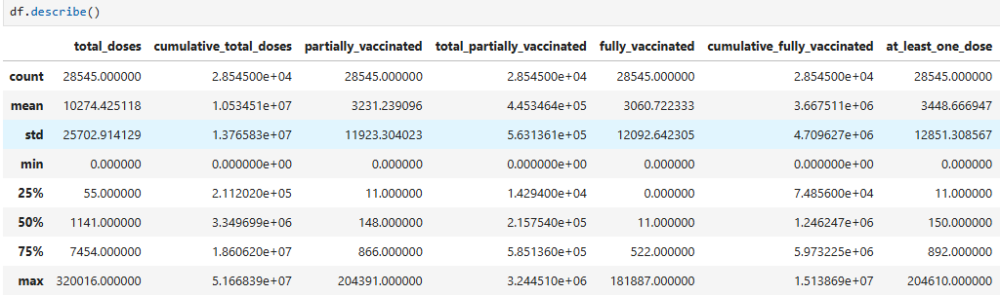 df.describe()
total_doses cumulative_total_doses partially_vaccinated total_partially_vaccinated fully_vaccinated cumulative_fully_vaccinated at_least_one_dose
count 28545.000000 2.854500e+04 28545.000000 2.854500e+04 28545.000000 2.854500e+04 28545.000000
mean 10274.425118 1.053451e+07 3231.239096 4.453464e+05 3060.722333 3.667511e+06 3448.666947
std 25702.914129 1.376583e+07 11923.304023 5.631361e+05 12092.642305 4.709627e+06 12851.308567
min 0.000000 0.000000e+00 0.000000 0.000000e+00 0.000000 0.000000e+00 0.000000
25% 55.000000 2.112020e+05 11.000000 1.429400e+04 0.000000 7.485600e+04 11.000000
50% 1141.000000 3.349699e+06 148.000000 2.157540e+05 11.000000 1.246247e+06 150.000000
75% 7454.000000 1.860620e+07 866.000000 5.851360e+05 522.000000 5.973225e+06 892.000000
max 320016.000000 5.166839e+07 204391.000000 3.244510e+06 181887.000000 1.513869e+07 204610.000000